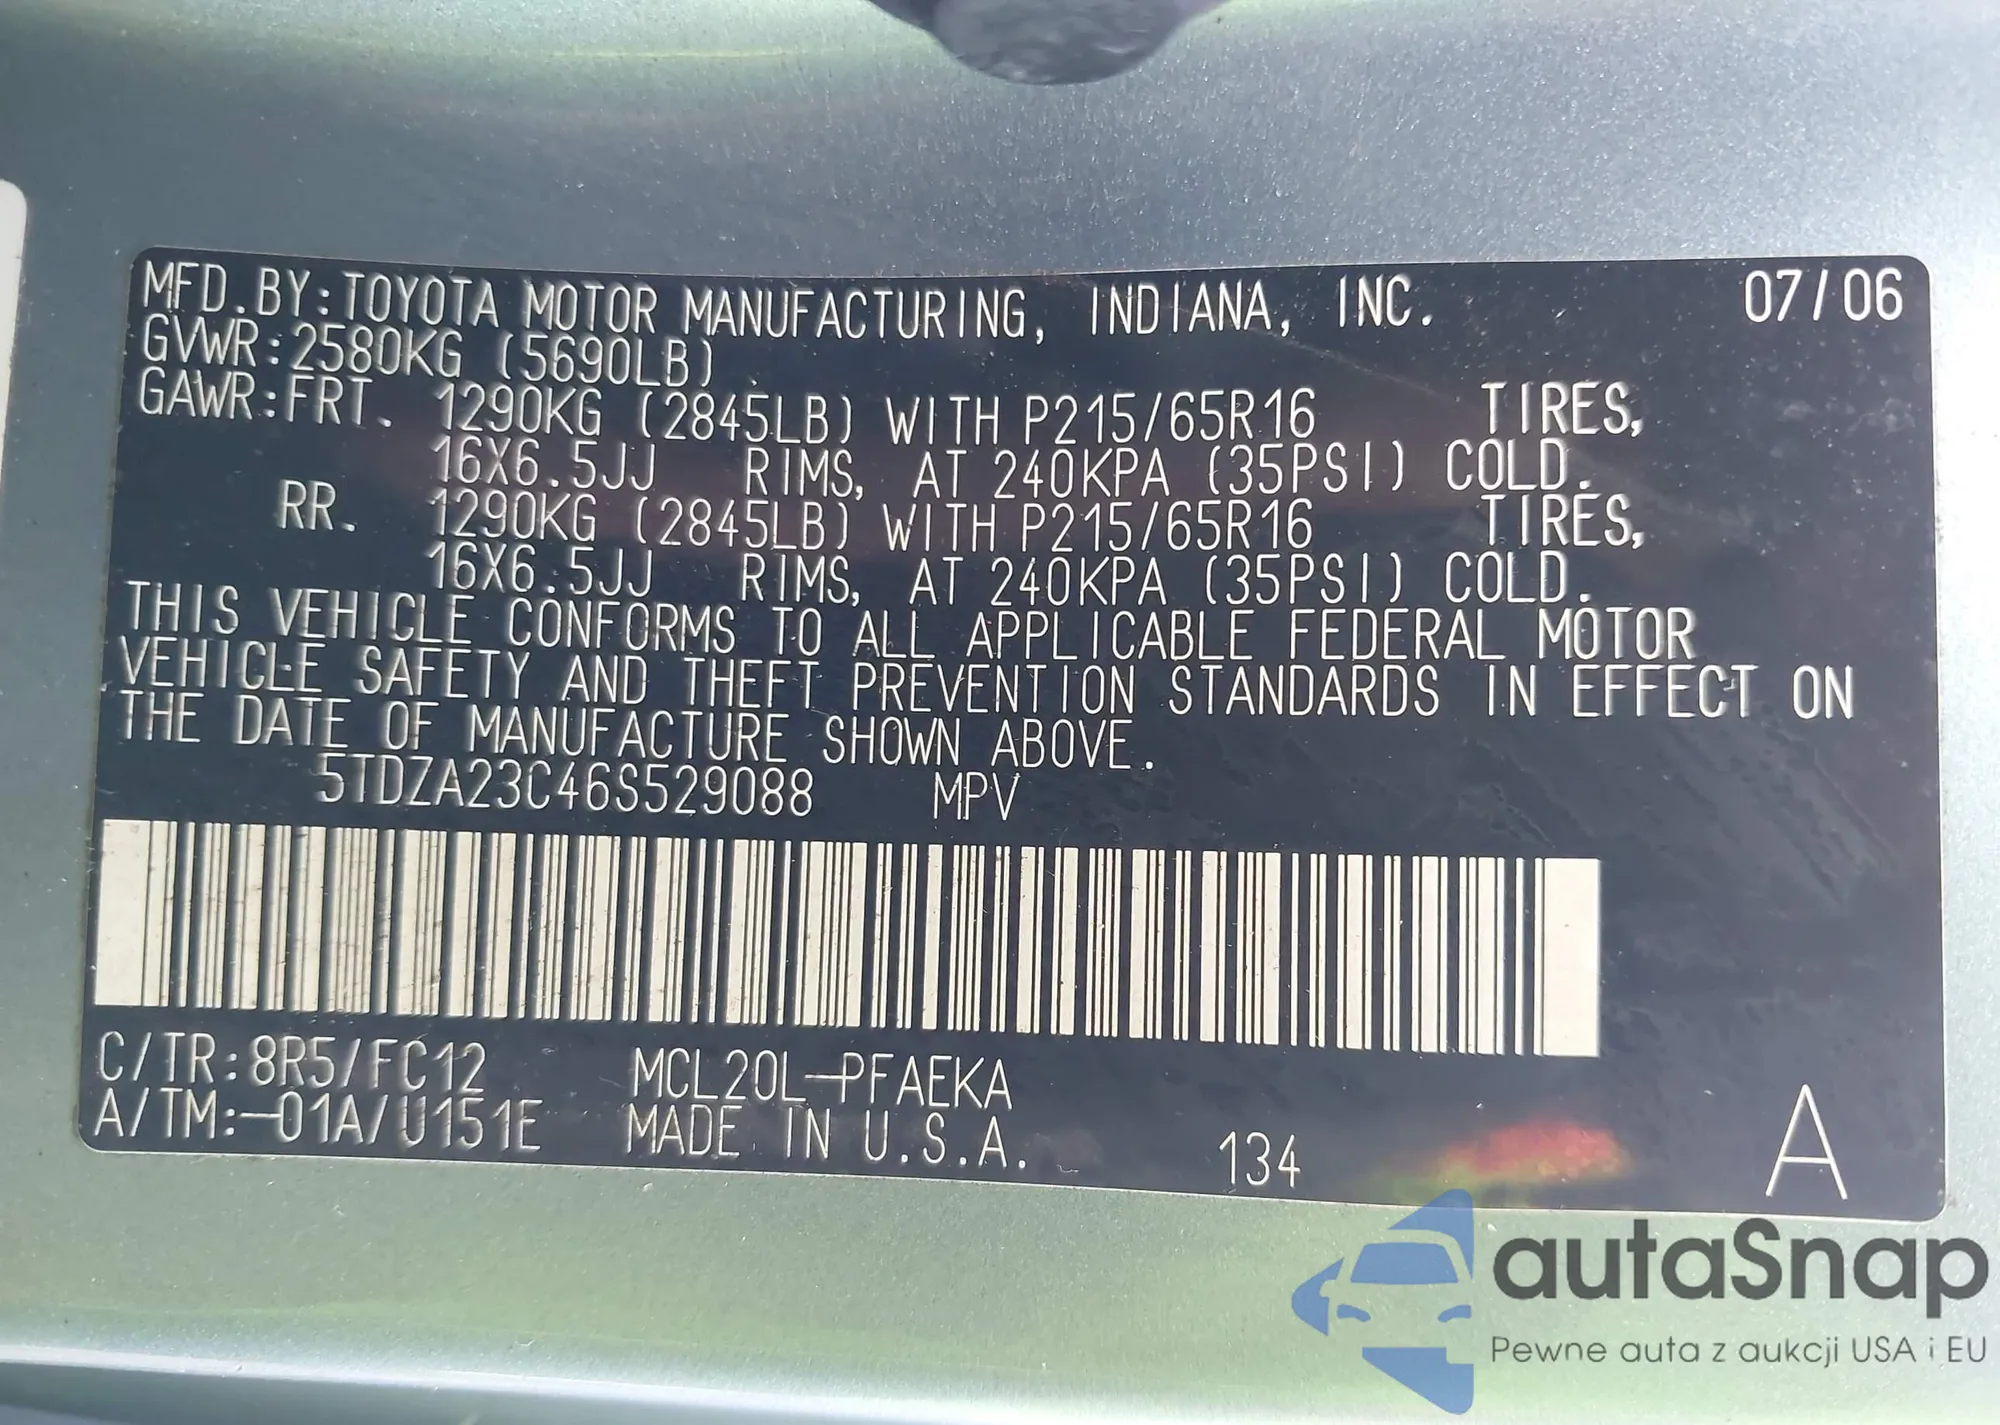 MFD.BY:TOYOTA MOTOR MANUFACTURING, INDIANA, INC. 07/06
GVWR:2580KG (5690LB)
GAWR:FRT. 1290KG (2845LB) WITH P215/65R16 TIRES,
16X6.5JJ RIMS, AT 240KPA (35PSI) COLD.
RR. 1290KG (2845LB) WITH P215/65R16 TIRES,
16X6.5JJ RIMS, AT 240KPA (35PSI) COLD.
THIS VEHICLE CONFORMS TO ALL APPLICABLE FEDERAL MOTOR
VEHICLE SAFETY AND THEFT PREVENTION STANDARDS IN EFFECT ON
THE DATE OF MANUFACTURE SHOWN ABOVE.
5TDZA23C46S529088 MPV
C/TR:8R5/FC12 MCL20L-PFAEKA
A/TM:-01A/U151E MADE IN U.S.A. 134 A
autaSnap
Pewne auta z aukcji USA i EU